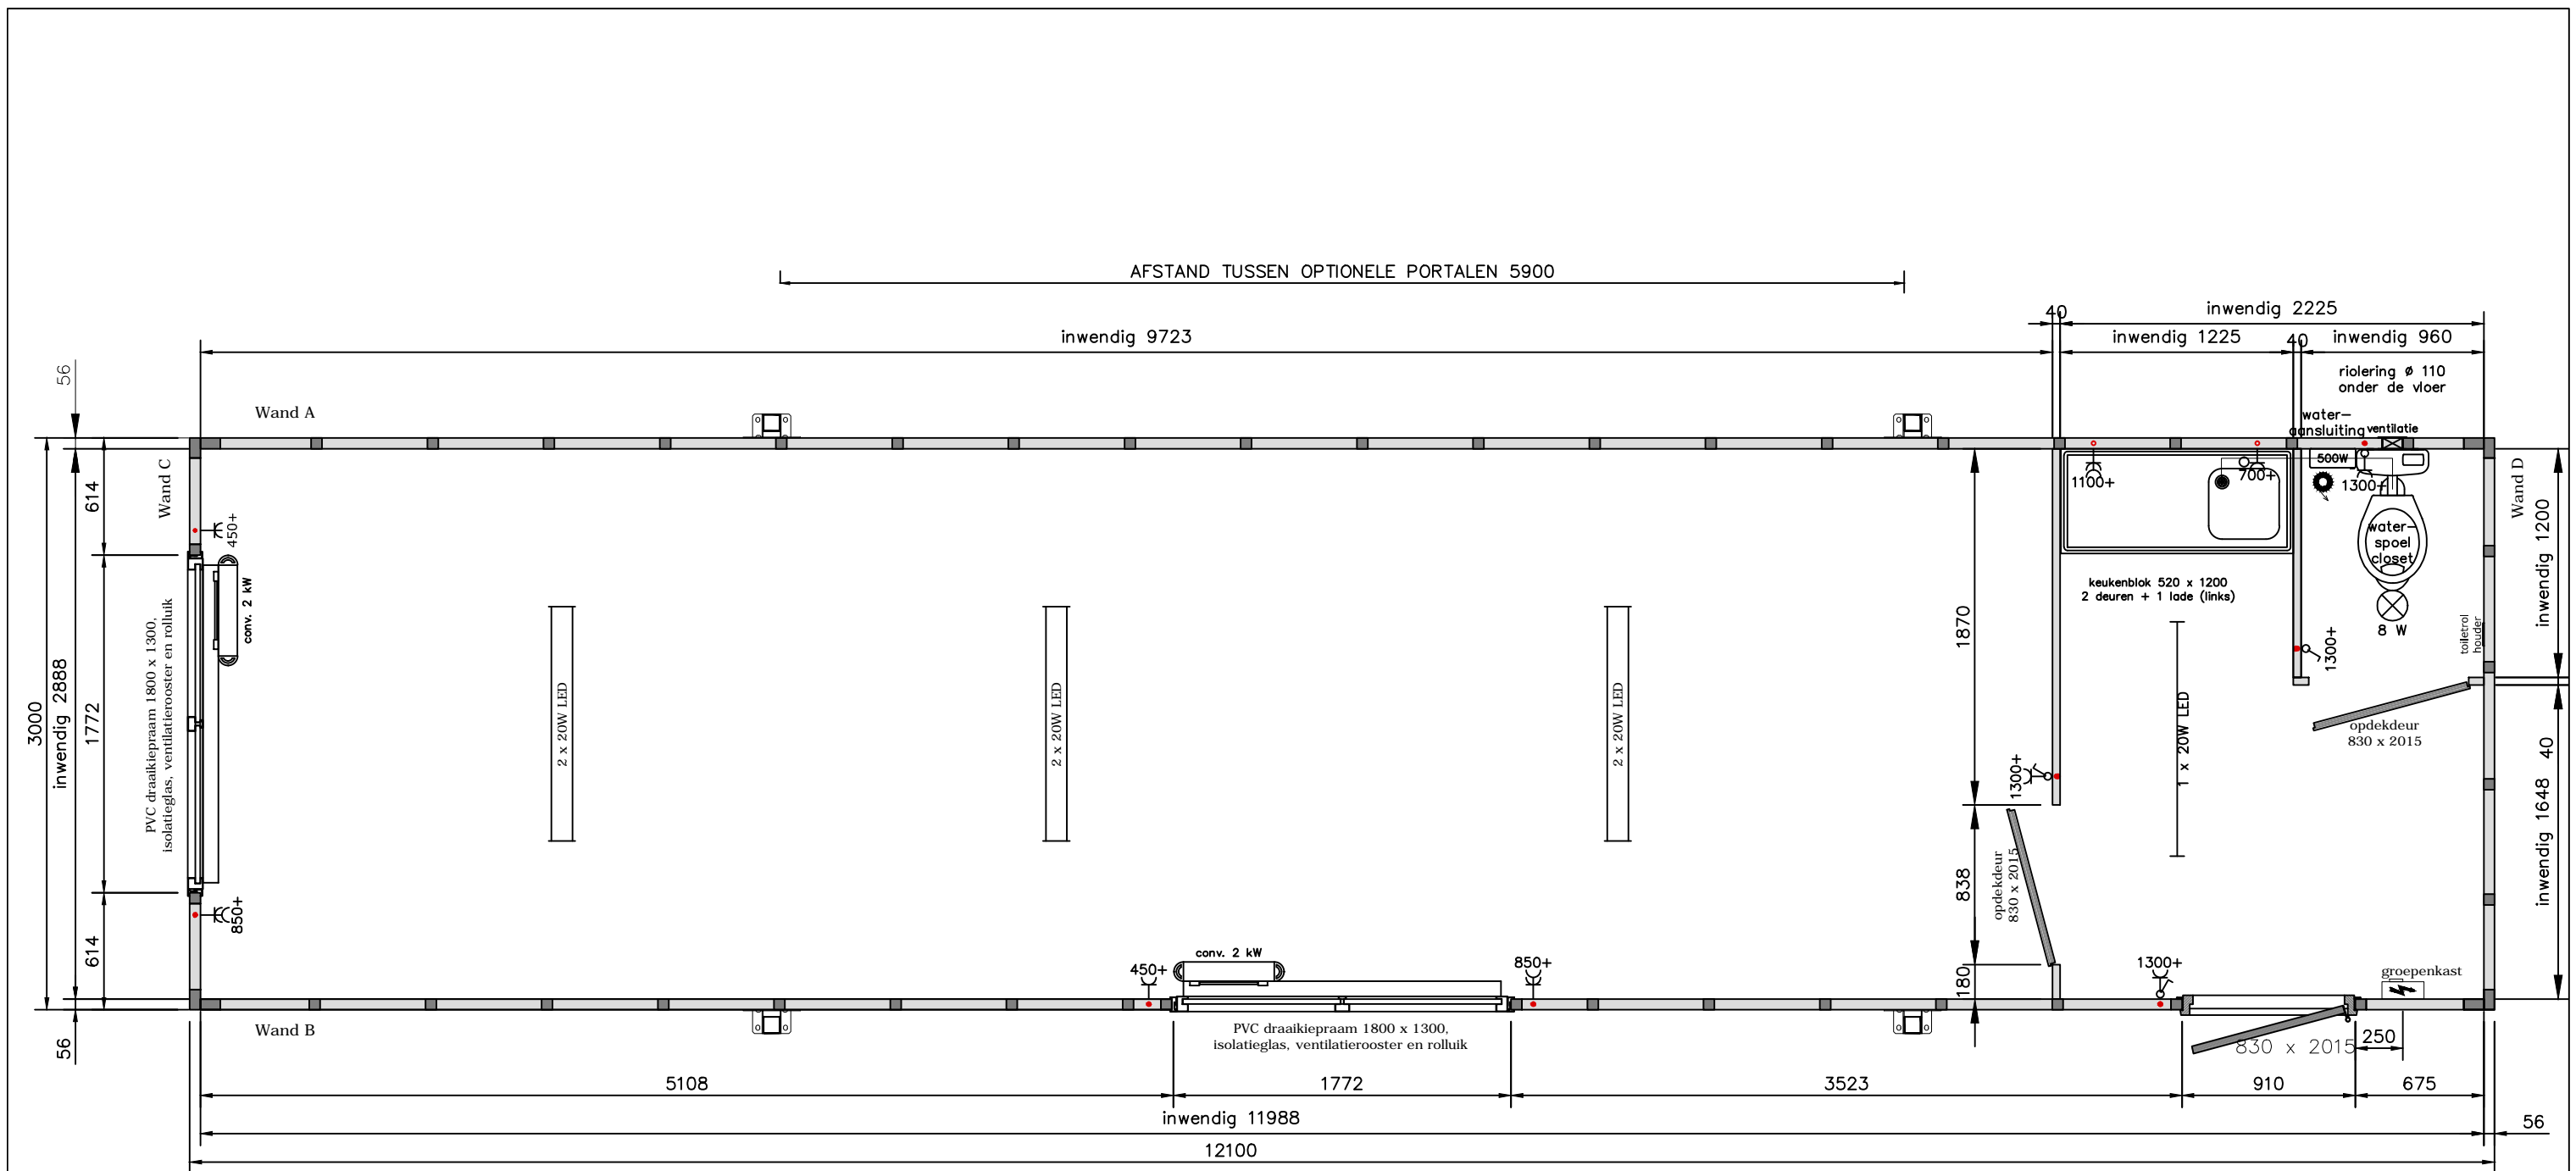 AFSTAND TUSSEN OPTIONELE PORTALEN 5900
inwendig 2225
40
inwendig 9723
inwendig 1225
40
inwendig 960
riolering ø 110
onder de vloer
56
Wand A
water-
aansluiting
ventilatie
Wand C
Wand D
614
450+
1100+
700+
500W
1300+
water-
spoel
closet
inwendig 1200
conv. 2 kW
keukenblok 520 x 1200
2 deuren + 1 lade (links)
8 W
toiletrol
houder
1300+
1870
3000
inwendig 2888
1772
PVC draaikiepraam 1800 x 1300,
isolatieglas, ventilatierooster en rolluik
2 x 20W LED
2 x 20W LED
2 x 20W LED
1 x 20W LED
opdekdeur
830 x 2015
40
1300+
inwendig 1648
838
opdekdeur
830 x 2015
850+
614
conv. 2 kW
450+
850+
1300+
groepenkast
180
Wand B
56
PVC draaikiepraam 1800 x 1300,
isolatieglas, ventilatierooster en rolluik
830 x 2015
250
5108
1772
3523
910
675
inwendig 11988
56
12100